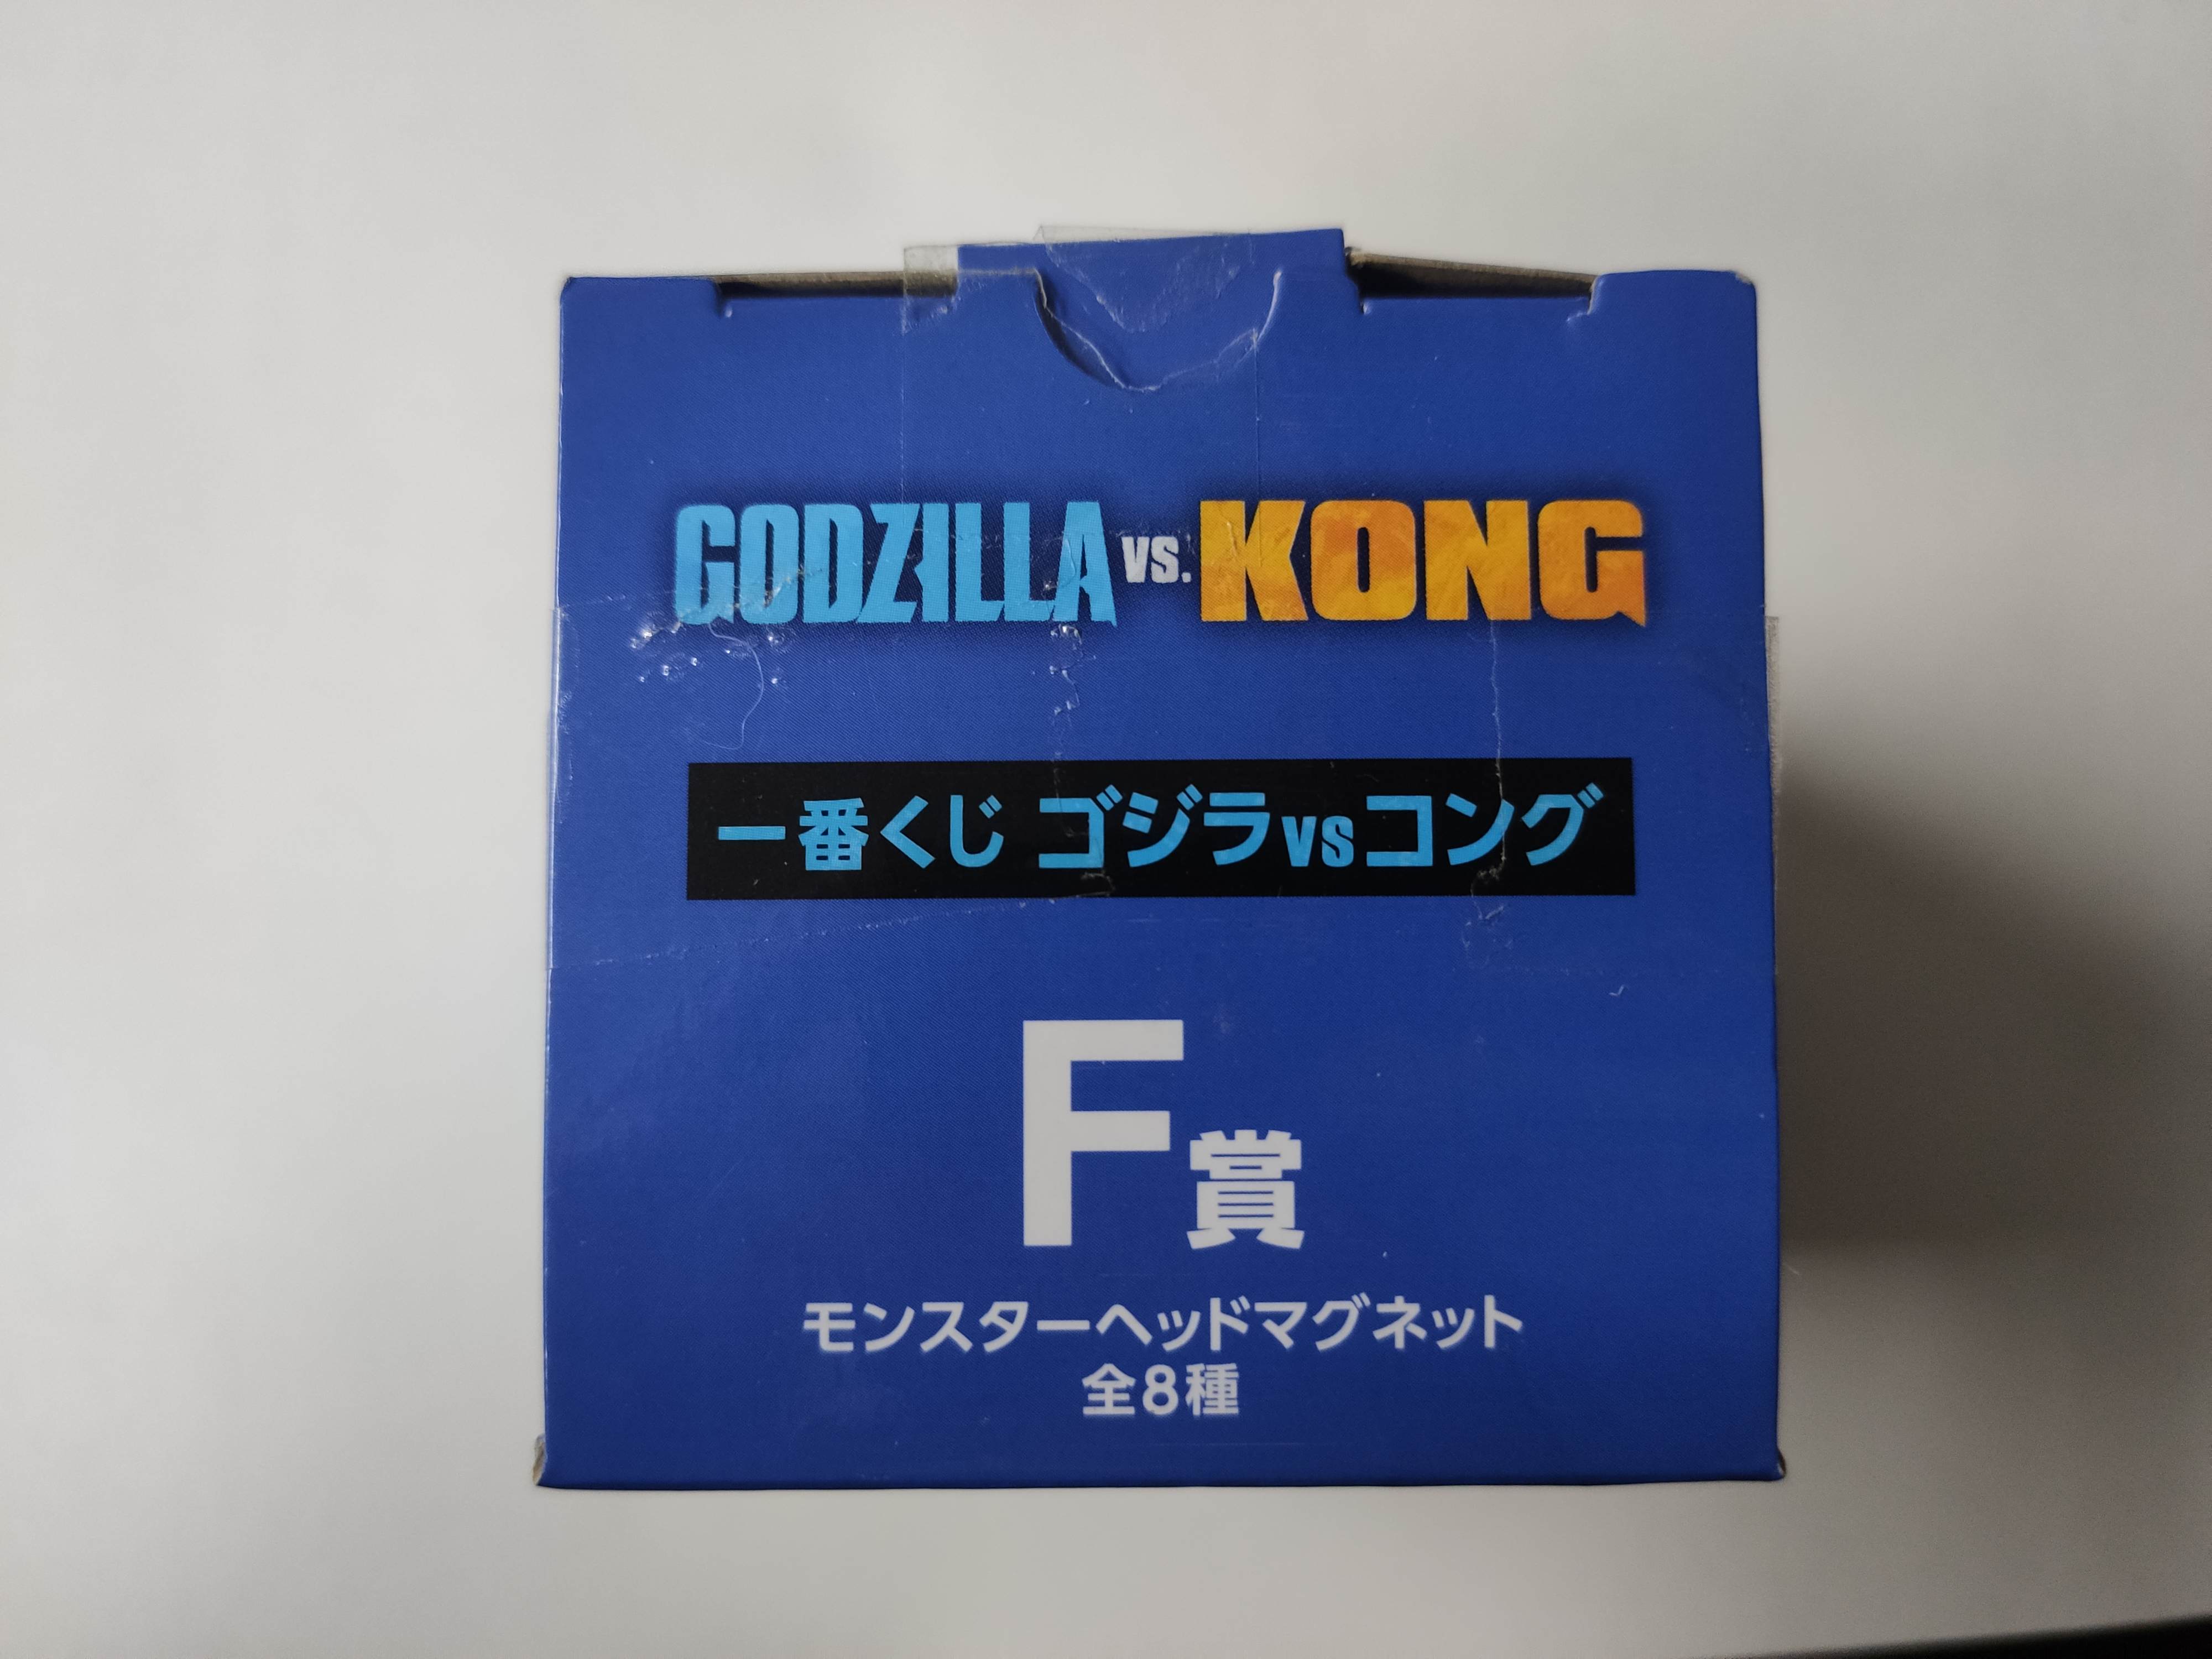 GODZILLA VS. KONG
一番くじ ゴジラvsコング
F賞
モンスターヘッドマグネット
全8種